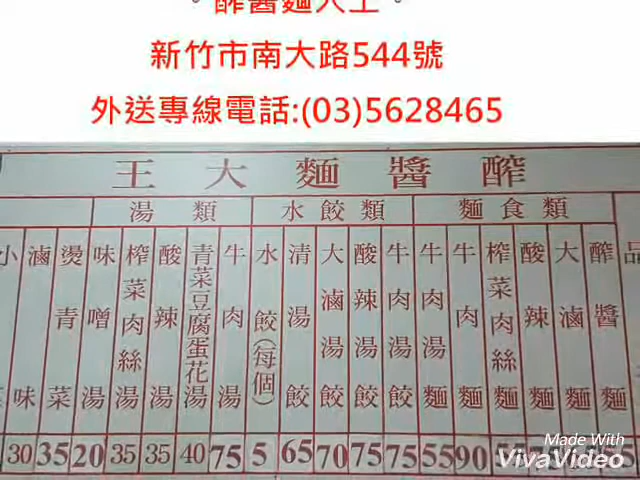 新竹市南大路544號
外送專線電話:(03)5628465
醡醬麵大王
麵食類
水餃類
湯類
品
醡醬麵
大滷麵
酸辣麵
榨菜肉絲麵
牛肉麵
牛肉湯麵
牛肉湯餃
酸辣湯餃
大滷湯餃
清湯餃
水餃(每個)
牛肉湯
青菜豆腐蛋花湯
酸辣湯
榨菜肉絲湯
味噌湯
燙青菜
滷味
小
30 35 20 35 35 40 75 5 65 70 75 75 55 90
Made With
VivaVideo